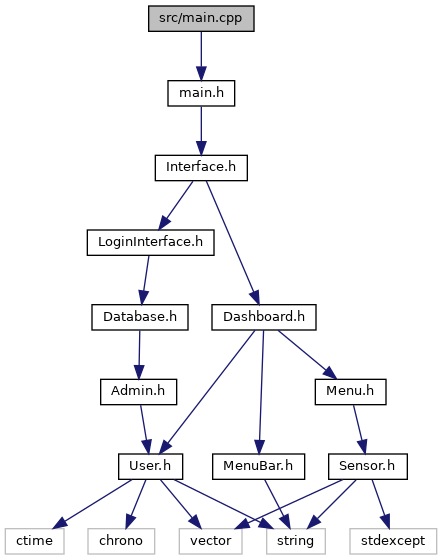 src/main.cpp
main.h
Interface.h
LoginInterface.h
Database.h
Dashboard.h
Admin.h
Menu.h
User.h
MenuBar.h
Sensor.h
ctime
chrono
vector
string
stdexcept